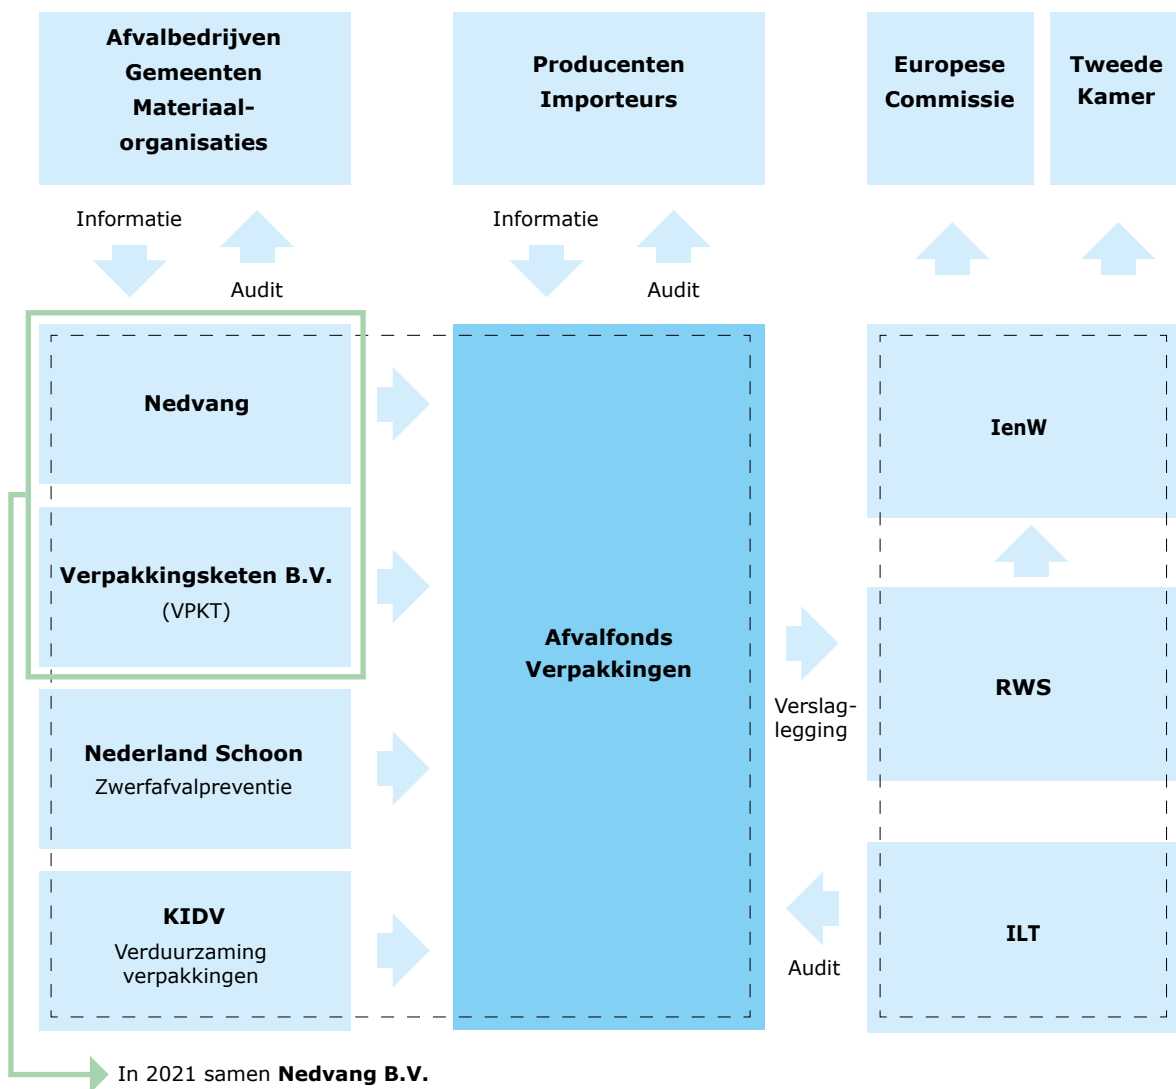 Afvalbedrijven
Gemeenten
Materiaal-
organisaties
Producenten
Importeurs
Europese
Commissie
Tweede
Kamer
Informatie
Audit
Informatie
Audit
Nedvang
Verpakkingsketen B.V.
(VPKT)
Nederland Schoon
Zwerfafvalpreventie
KIDV
Verduurzaming
verpakkingen
Afvalfonds
Verpakkingen
Verslag-
legging
Audit
IenW
RWS
ILT
In 2021 samen Nedvang B.V.